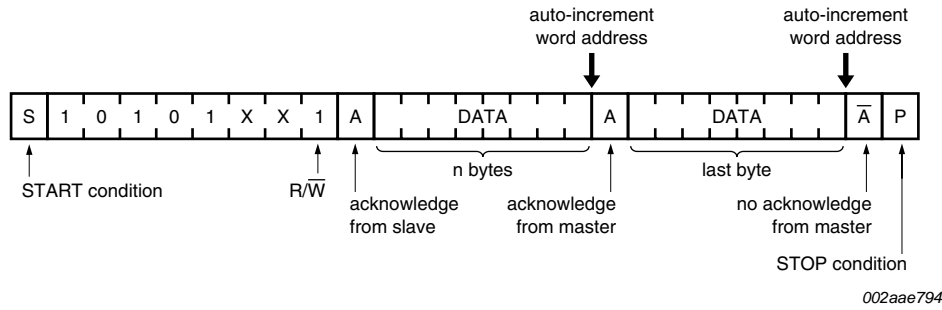 auto-increment
word address
auto-increment
word address
S 1 0 1 0 1 X X 1 A DATA A DATA A̅ P
n bytes
last byte
START condition
R/W̅
acknowledge
from slave
acknowledge
from master
no acknowledge
from master
STOP condition
002aae794